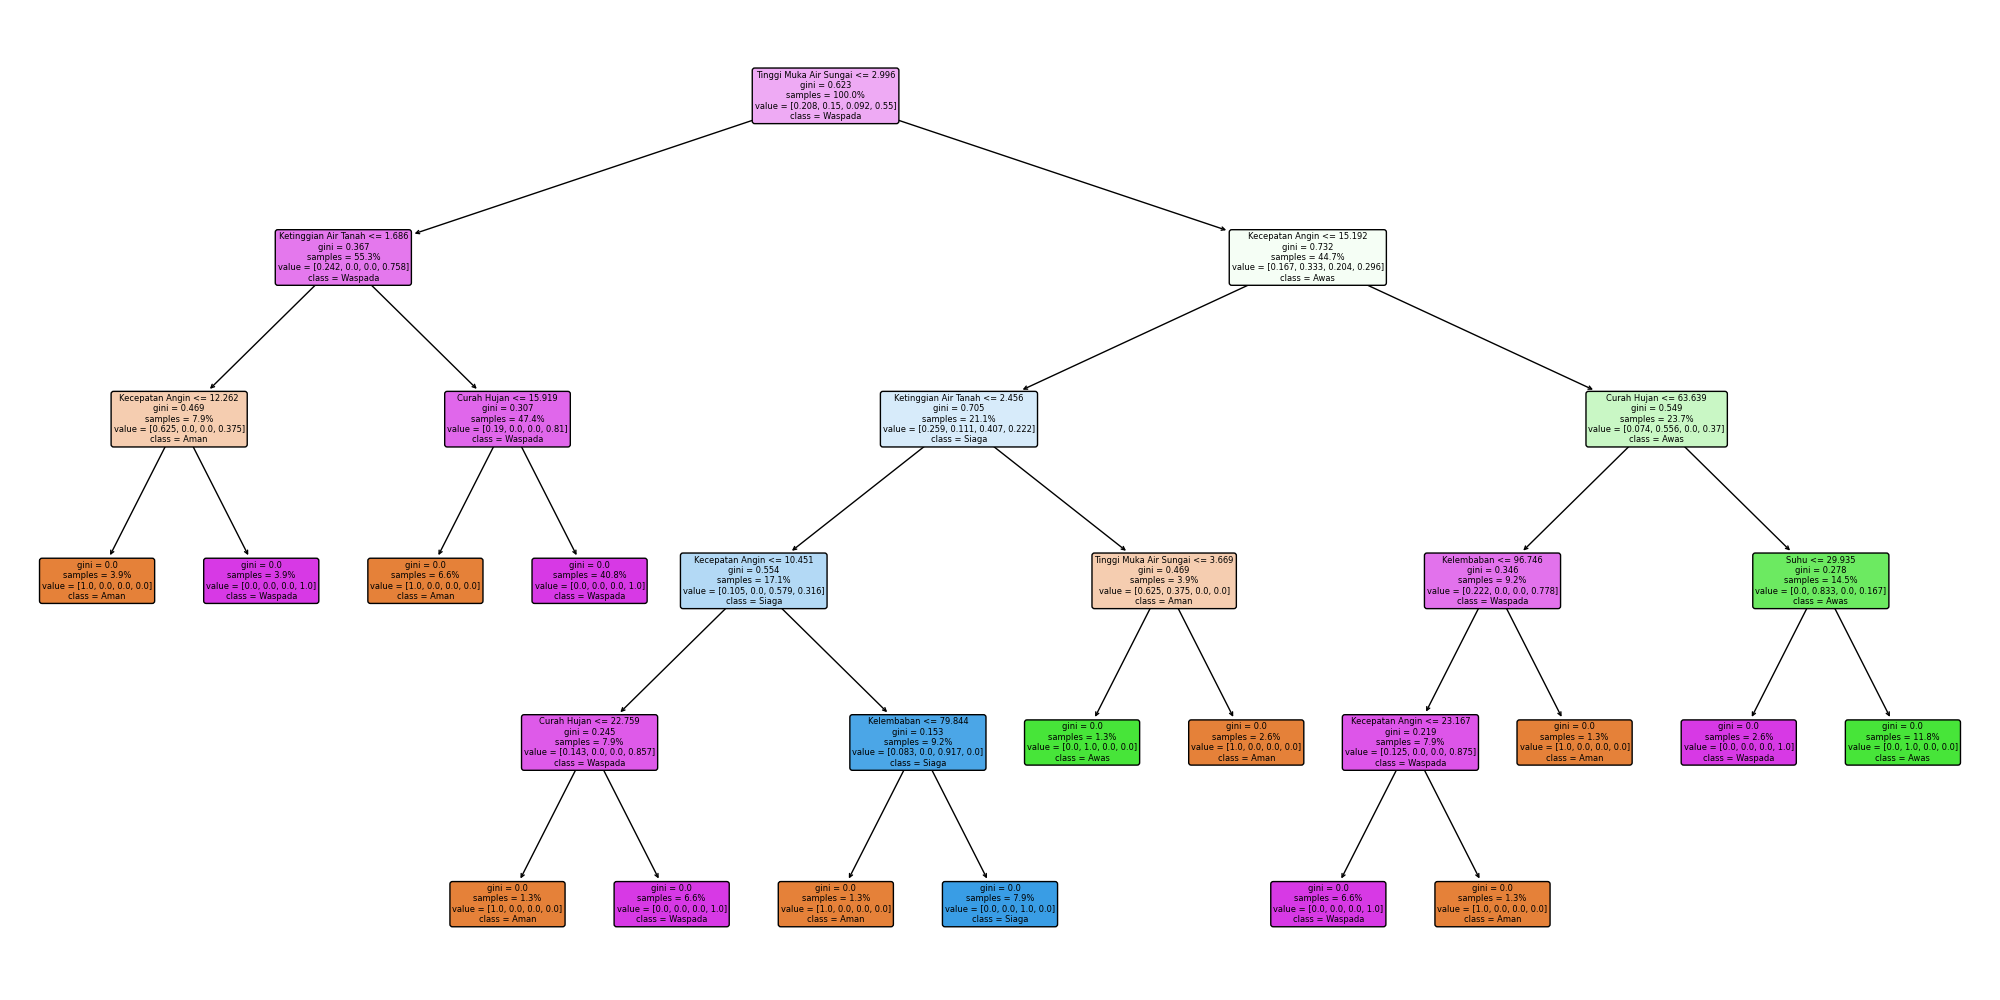 Tinggi Muka Air Sungai <= 2.996
gini = 0.623
samples = 100.0%
value = [0.208, 0.15, 0.092, 0.55]
class = Waspada
Ketinggian Air Tanah <= 1.686
gini = 0.367
samples = 55.3%
value = [0.242, 0.0, 0.0, 0.758]
class = Waspada
Kecepatan Angin <= 15.192
gini = 0.732
samples = 44.7%
value = [0.167, 0.333, 0.204, 0.296]
class = Awas
Kecepatan Angin <= 12.262
gini = 0.469
samples = 7.9%
value = [0.625, 0.0, 0.0, 0.375]
class = Aman
Curah Hujan <= 15.919
gini = 0.307
samples = 47.4%
value = [0.19, 0.0, 0.0, 0.81]
class = Waspada
Ketinggian Air Tanah <= 2.456
gini = 0.705
samples = 21.1%
value = [0.259, 0.111, 0.407, 0.222]
class = Siaga
Curah Hujan <= 63.639
gini = 0.549
samples = 23.7%
value = [0.074, 0.556, 0.0, 0.37]
class = Awas
gini = 0.0
samples = 3.9%
value = [1.0, 0.0, 0.0, 0.0]
class = Aman
gini = 0.0
samples = 3.9%
value = [0.0, 0.0, 0.0, 1.0]
class = Waspada
gini = 0.0
samples = 6.6%
value = [1.0, 0.0, 0.0, 0.0]
class = Aman
gini = 0.0
samples = 40.8%
value = [0.0, 0.0, 0.0, 1.0]
class = Waspada
Kecepatan Angin <= 10.451
gini = 0.554
samples = 17.1%
value = [0.105, 0.0, 0.579, 0.316]
class = Siaga
Tinggi Muka Air Sungai <= 3.669
gini = 0.469
samples = 3.9%
value = [0.625, 0.375, 0.0, 0.0]
class = Aman
Kelembaban <= 96.746
gini = 0.346
samples = 9.2%
value = [0.222, 0.0, 0.0, 0.778]
class = Waspada
Suhu <= 29.935
gini = 0.278
samples = 14.5%
value = [0.0, 0.833, 0.0, 0.167]
class = Awas
Curah Hujan <= 22.759
gini = 0.245
samples = 7.9%
value = [0.143, 0.0, 0.0, 0.857]
class = Waspada
Kelembaban <= 79.844
gini = 0.153
samples = 9.2%
value = [0.083, 0.0, 0.917, 0.0]
class = Siaga
gini = 0.0
samples = 1.3%
value = [0.0, 1.0, 0.0, 0.0]
class = Awas
gini = 0.0
samples = 2.6%
value = [1.0, 0.0, 0.0, 0.0]
class = Aman
Kecepatan Angin <= 23.167
gini = 0.219
samples = 7.9%
value = [0.125, 0.0, 0.0, 0.875]
class = Waspada
gini = 0.0
samples = 1.3%
value = [1.0, 0.0, 0.0, 0.0]
class = Aman
gini = 0.0
samples = 2.6%
value = [0.0, 0.0, 0.0, 1.0]
class = Waspada
gini = 0.0
samples = 11.8%
value = [0.0, 1.0, 0.0, 0.0]
class = Awas
gini = 0.0
samples = 1.3%
value = [1.0, 0.0, 0.0, 0.0]
class = Aman
gini = 0.0
samples = 6.6%
value = [0.0, 0.0, 0.0, 1.0]
class = Waspada
gini = 0.0
samples = 1.3%
value = [1.0, 0.0, 0.0, 0.0]
class = Aman
gini = 0.0
samples = 7.9%
value = [0.0, 0.0, 1.0, 0.0]
class = Siaga
gini = 0.0
samples = 6.6%
value = [0.0, 0.0, 0.0, 1.0]
class = Waspada
gini = 0.0
samples = 1.3%
value = [1.0, 0.0, 0.0, 0.0]
class = Aman